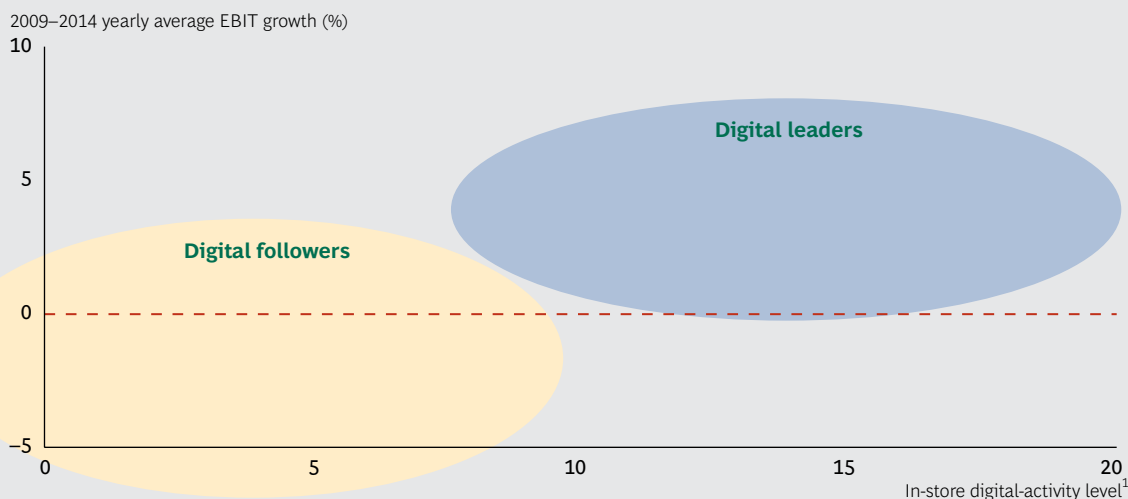 2009–2014 yearly average EBIT growth (%)
10
Digital leaders
5
Digital followers
0
–5
0 5 10 15 20
In-store digital-activity level¹